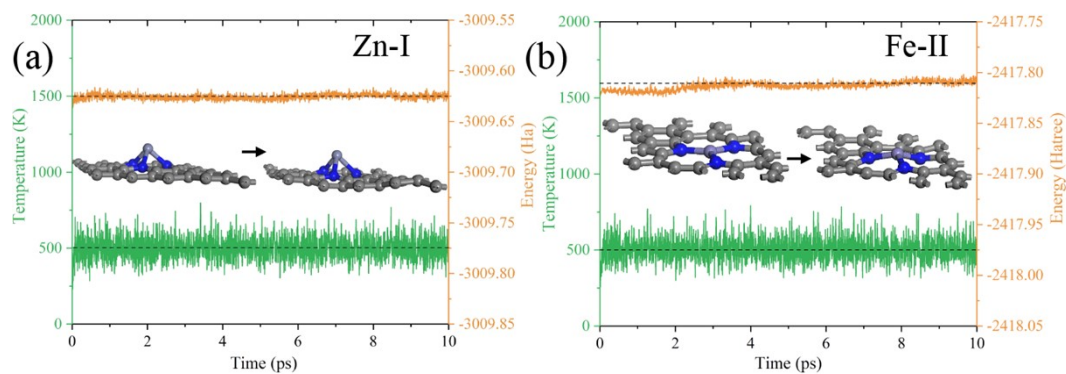 (a)
Zn-I
Temperature (K)
2000
1500
1000
500
0
-3009.55
-3009.60
-3009.65
-3009.70
-3009.75
-3009.80
-3009.85
Energy (Ha)
0 2 4 6 8 10
Time (ps)
(b)
Fe-II
Temperature (K)
2000
1500
1000
500
0
-2417.75
-2417.80
-2417.85
-2417.90
-2417.95
-2418.00
-2418.05
Energy (Hatree)
0 2 4 6 8 10
Time (ps)